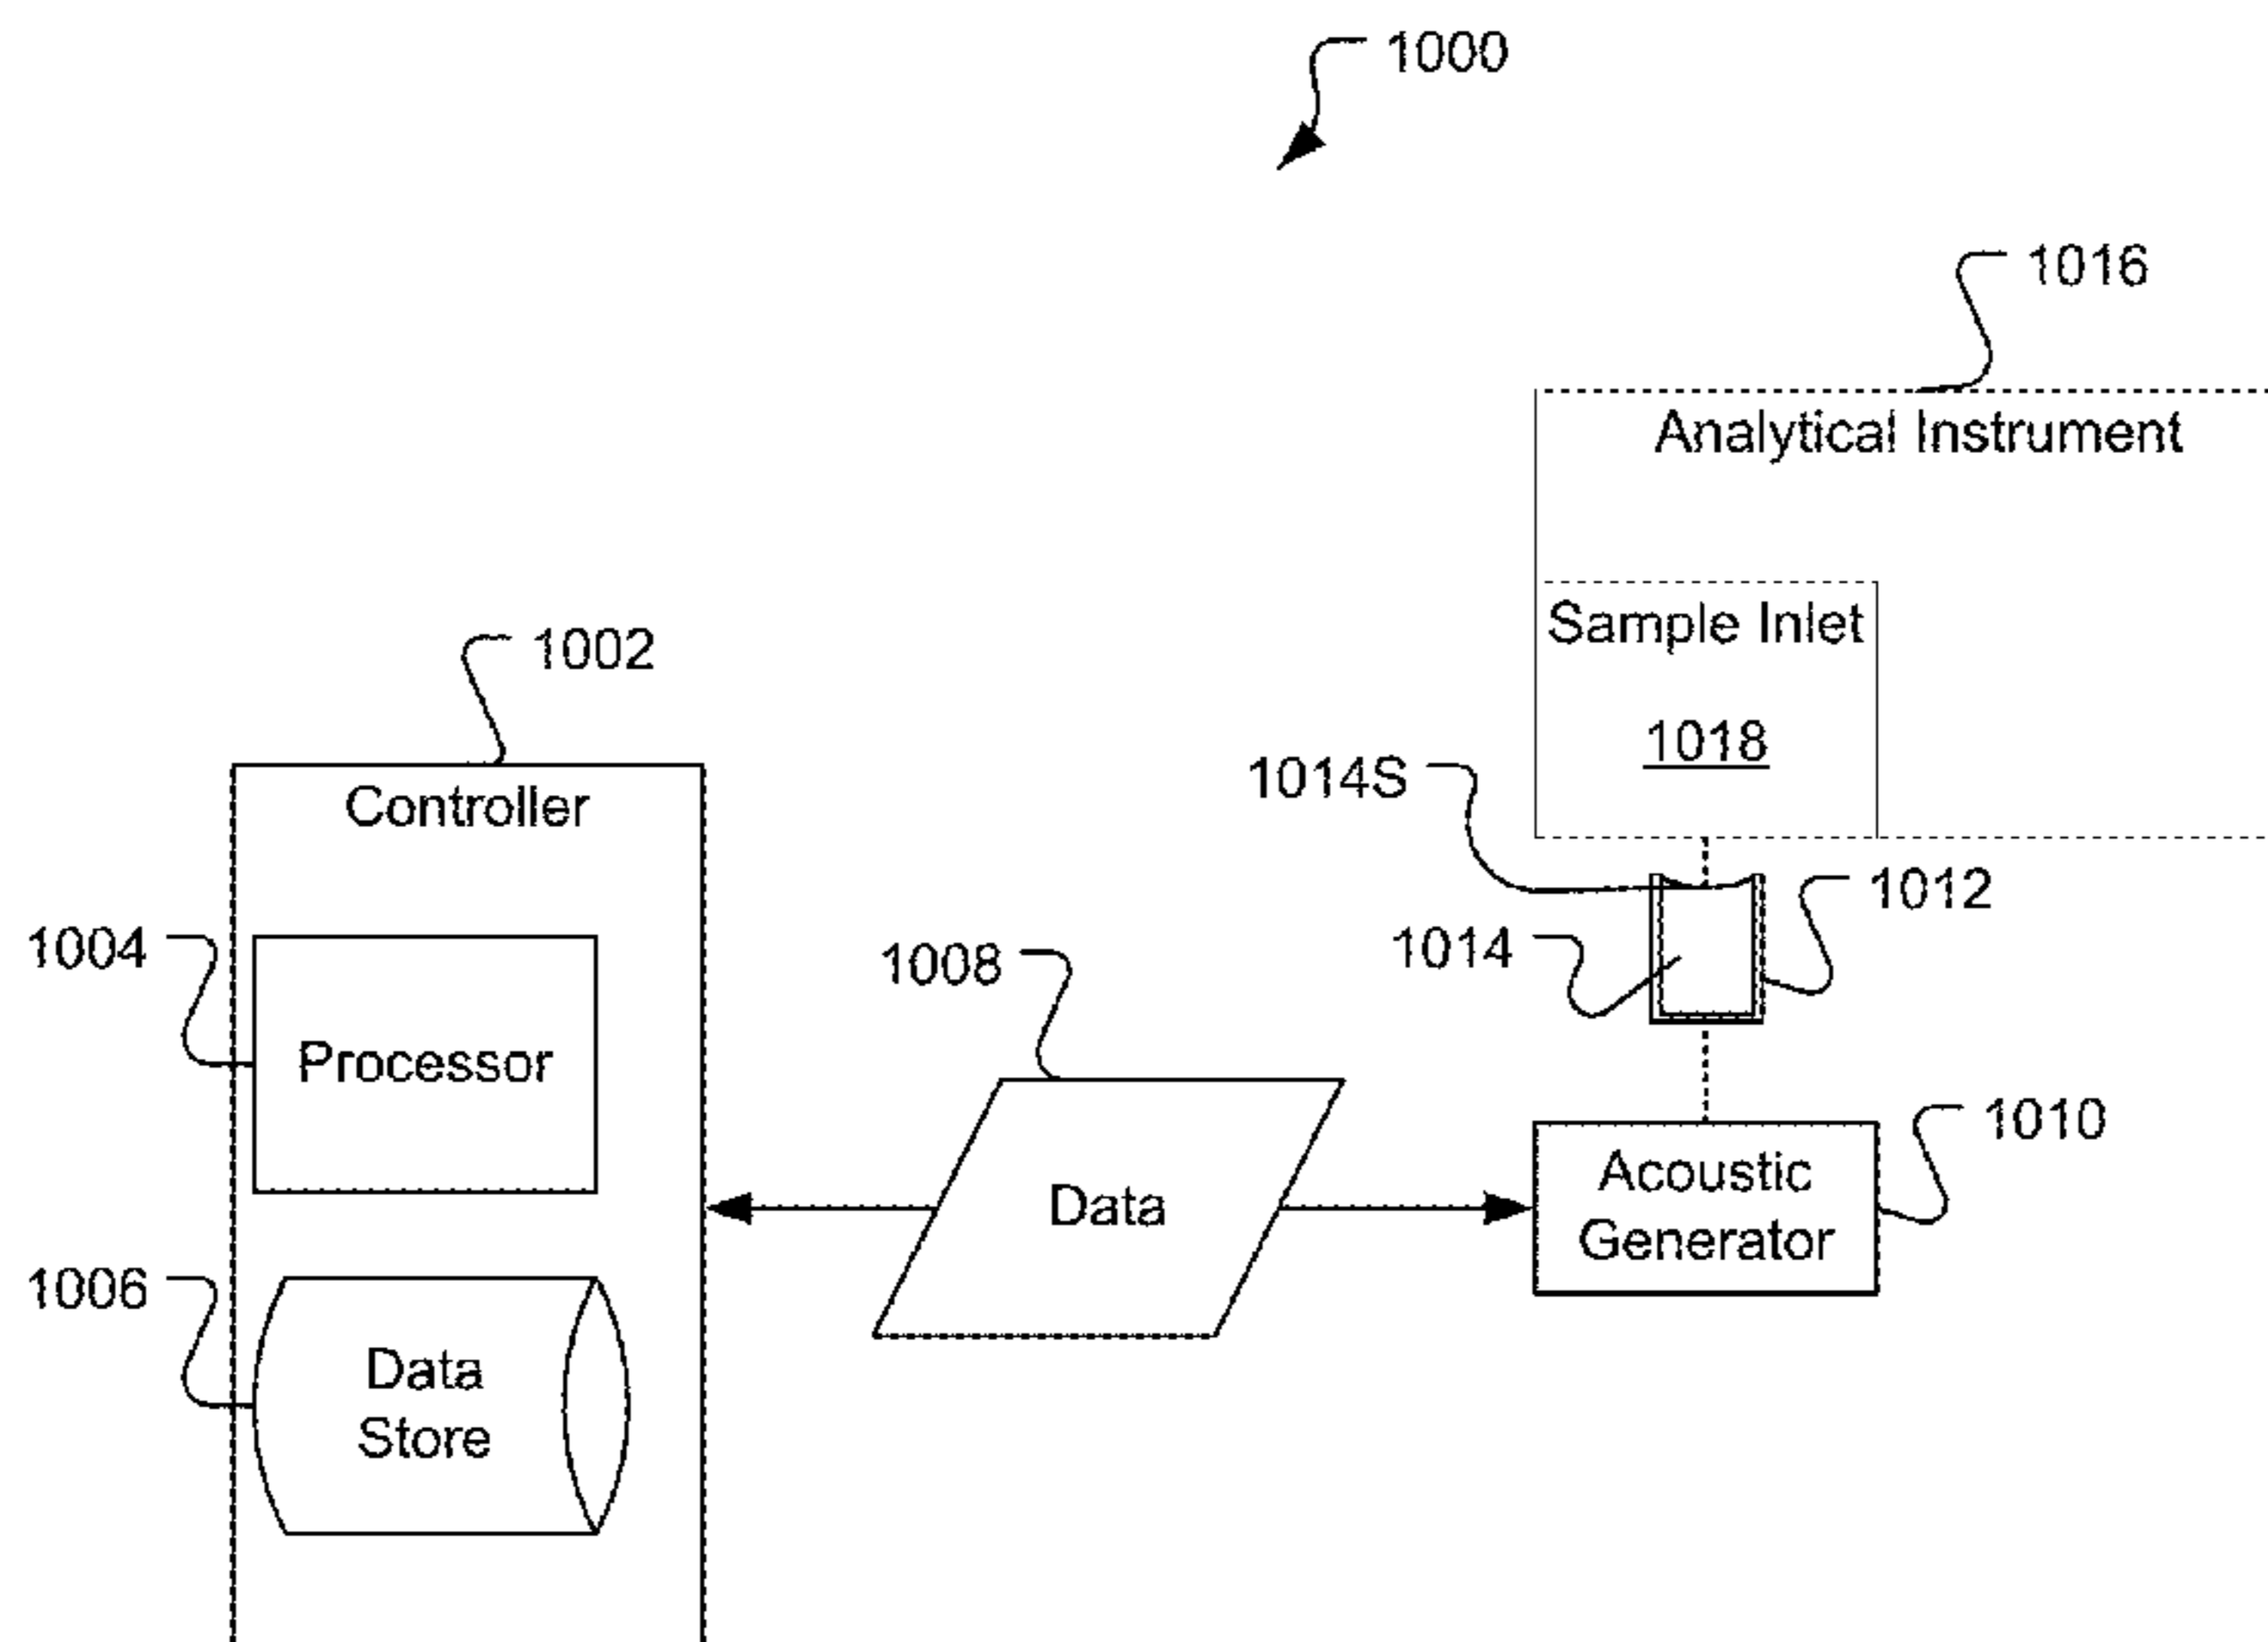 1000
1016
Analytical Instrument
Sample Inlet
1002
1018
1014S
Controller
1012
1004
1014
1008
Processor
1010
Acoustic
Data
Generator
1006
Data
Store